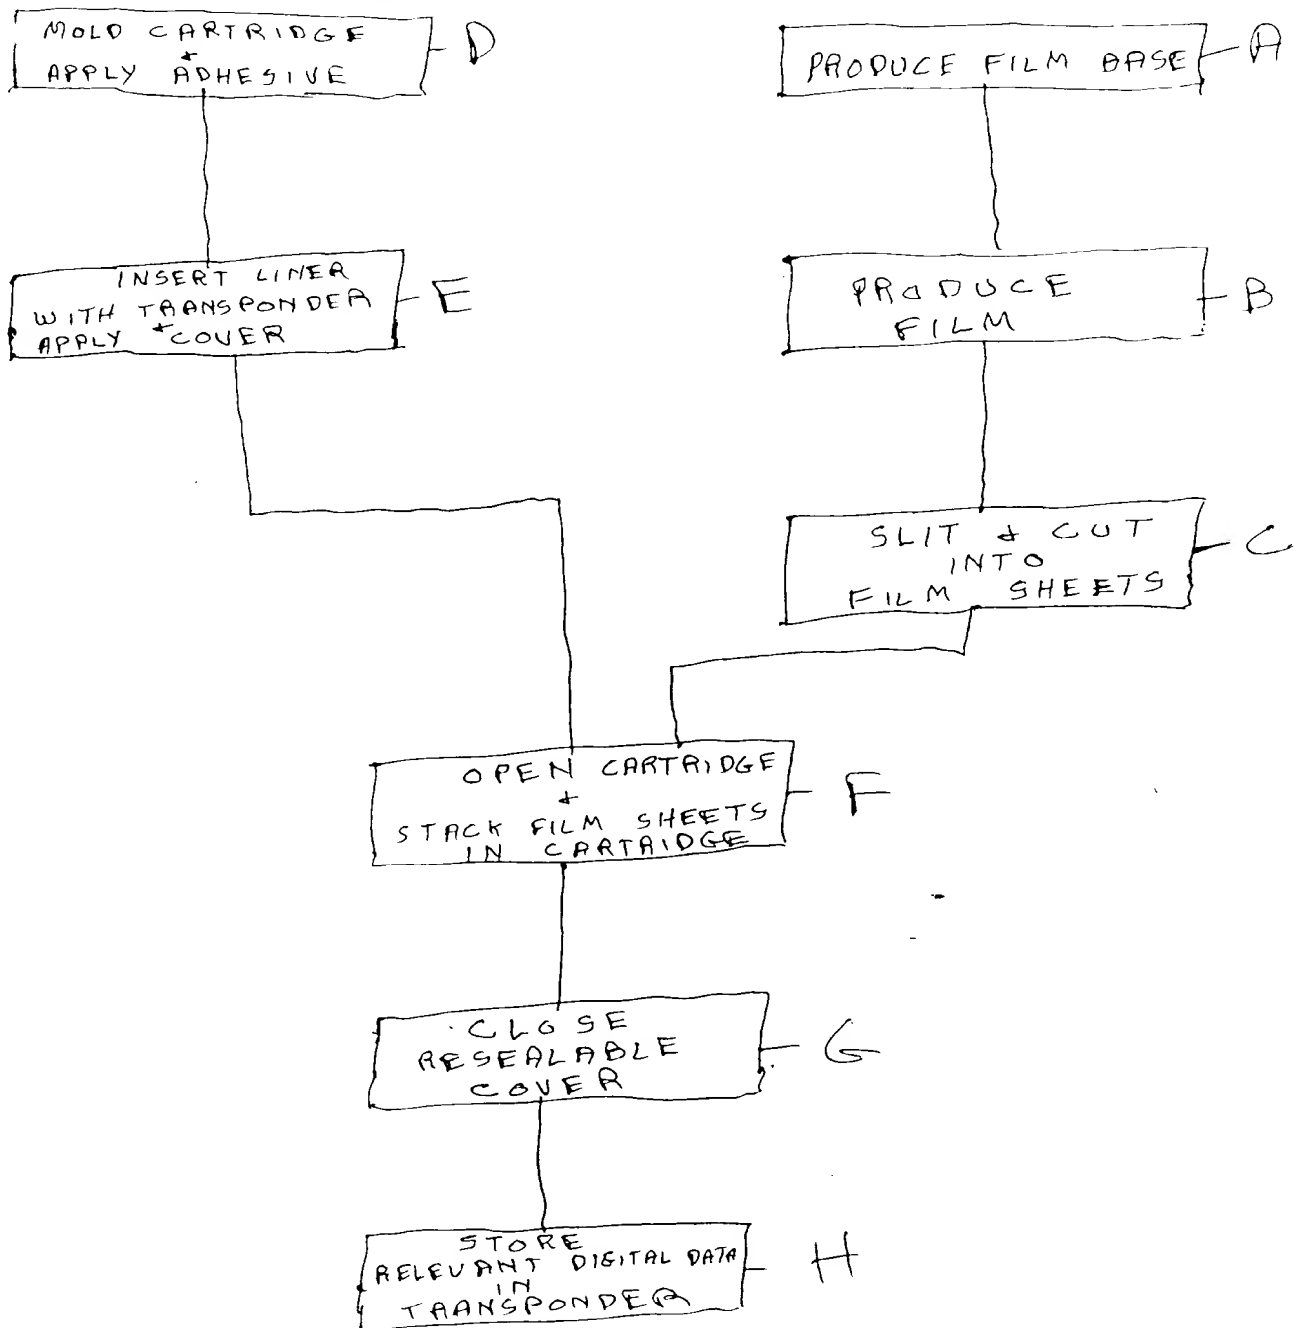 MOLD CARTRIDGE
+
APPLY ADHESIVE
D
PRODUCE FILM BASE
A
INSERT LINER
WITH TRANSPONDER
+
APPLY COVER
E
PRODUCE
FILM
B
SLIT + CUT
INTO
FILM SHEETS
C
OPEN CARTRIDGE
+
STACK FILM SHEETS
IN CARTRIDGE
F
CLOSE
RESEALABLE
COVER
G
STORE
RELEVANT DIGITAL DATA
IN
TRANSPONDER
H